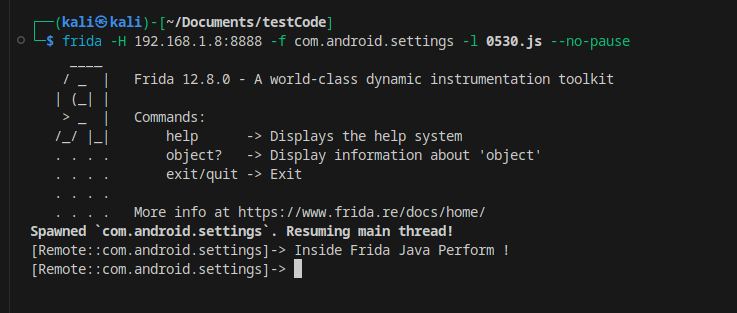 ┌──(kali㉿kali)-[~/Documents/testCode]
└─$ frida -H 192.168.1.8:8888 -f com.android.settings -l 0530.js --no-pause
     ____
    / _  |   Frida 12.8.0 - A world-class dynamic instrumentation toolkit
   | (_| |
    > _  |   Commands:
   /_/ |_|       help      -> Displays the help system
   . . . .       object?   -> Display information about 'object'
   . . . .       exit/quit -> Exit
   . . . .
   . . . .   More info at https://www.frida.re/docs/home/
Spawned `com.android.settings`. Resuming main thread!
[Remote::com.android.settings]-> Inside Frida Java Perform !
[Remote::com.android.settings]->